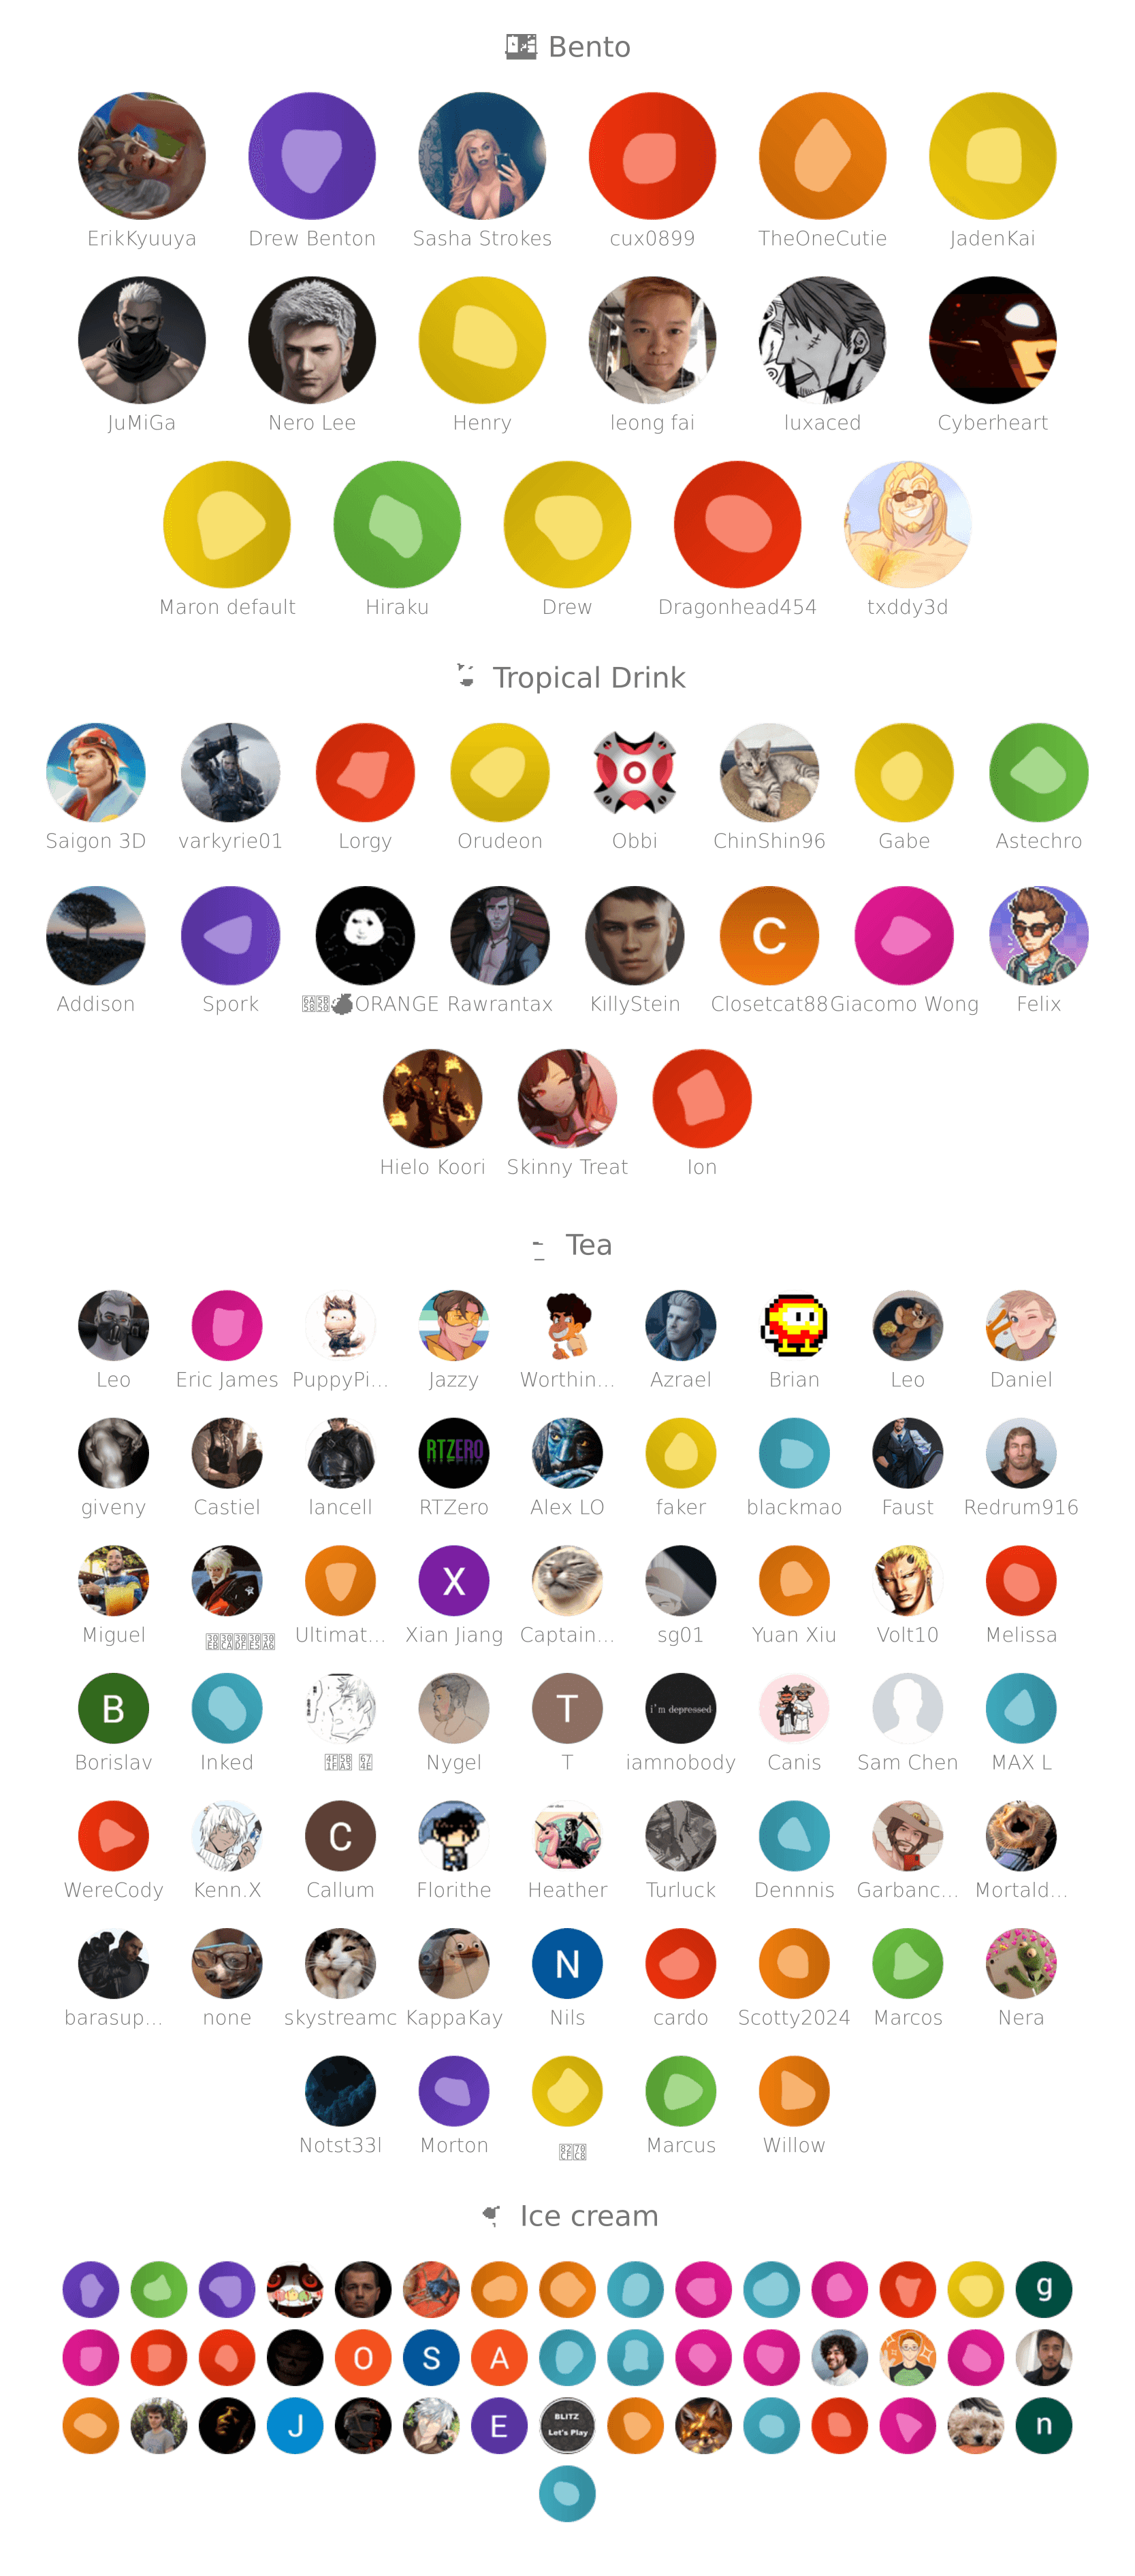 Bento
ErikKyuuya Drew Benton Sasha Strokes cux0899 TheOneCutie JadenKai
JuMiGa Nero Lee Henry leong fai luxaced Cyberheart
Maron default Hiraku Drew Dragonhead454 txddy3d
Tropical Drink
Saigon 3D varkyrie01 Lorgy Orudeon Obbi ChinShin96 Gabe Astechro
C
Addison Spork ORANGE Rawrantax KillyStein Closetcat88 Giacomo Wong Felix
Hielo Koori Skinny Treat Ion
Tea
Leo Eric James PuppyPi... Jazzy Worthin... Azrael Brian Leo Daniel
RTZERO
giveny Castiel lancell RTZero Alex LO faker blackmao Faust Redrum916
X
Miguel Ultimat... Xian Jiang Captain... sg01 Yuan Xiu Volt10 Melissa
B T i'm depressed
Borislav Inked Nygel T iamnobody Canis Sam Chen MAX L
C
WereCody Kenn.X Callum Florithe Heather Turluck Dennnis Garbanc... Mortald...
N
barasup... none skystreamc KappaKay Nils cardo Scotty2024 Marcos Nera
Notst33l Morton Marcus Willow
Ice cream
g
O S A
J E BLITZ n
Let's Play